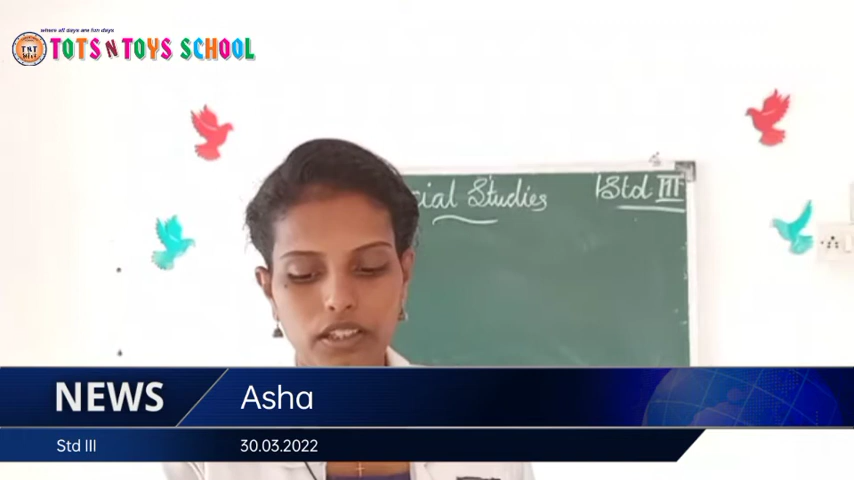 where all days are fun days
TOTS N TOYS SCHOOL
TNT
cial Studies
Std III
NEWS
Asha
Std III
30.03.2022